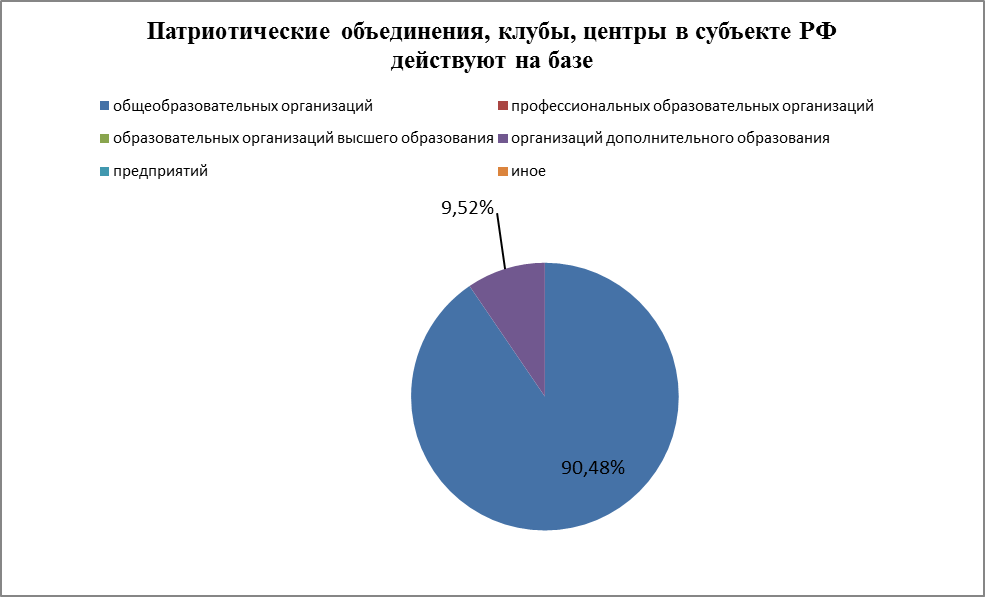 Патриотические объединения, клубы, центры в субъекте РФ
действуют на базе
общеобразовательных организаций
профессиональных образовательных организаций
образовательных организаций высшего образования
организаций дополнительного образования
предприятий
иное
9,52%
90,48%